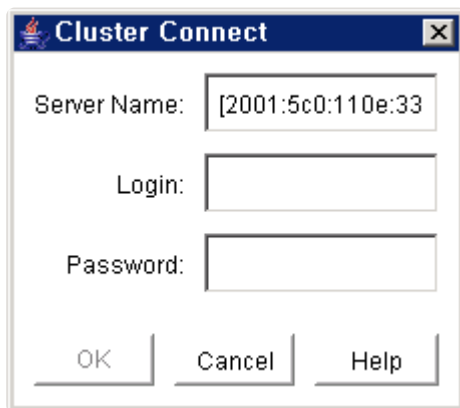 Cluster Connect
Server Name: [2001:5c0:110e:33
Login:
Password:
OK Cancel Help